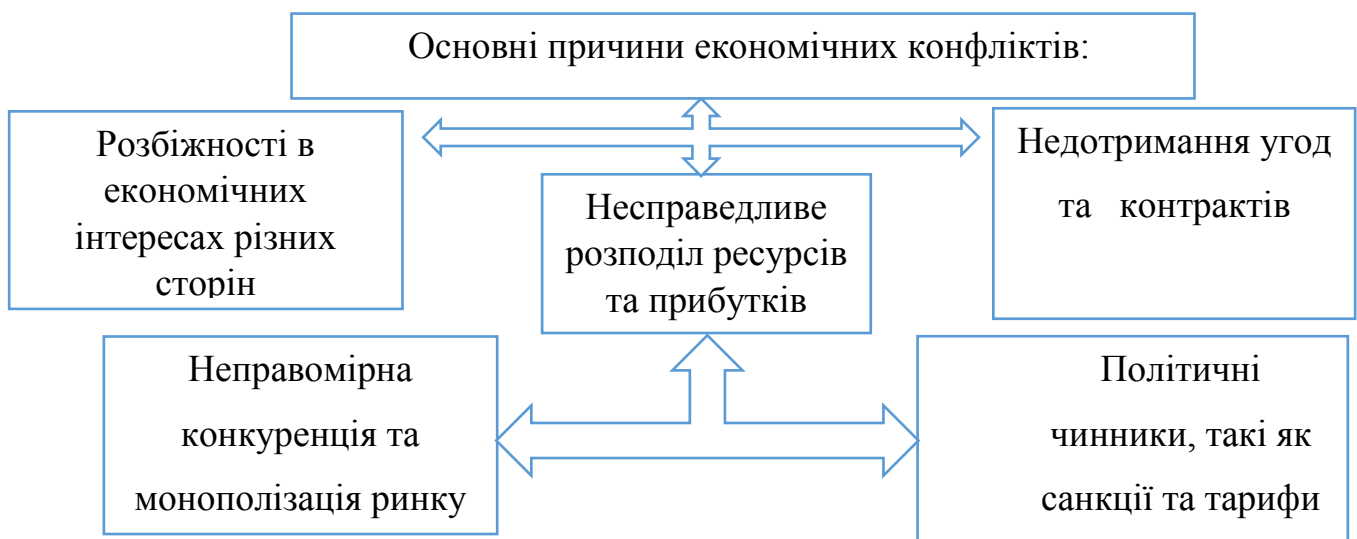 Основні причини економічних конфліктів:
Розбіжності в
економічних
інтересах різних
сторін
Несправедливе
розподіл ресурсів
та прибутків
Недотримання угод
та контрактів
Неправомірна
конкуренція та
монополізація ринку
Політичні
чинники, такі як
санкції та тарифи